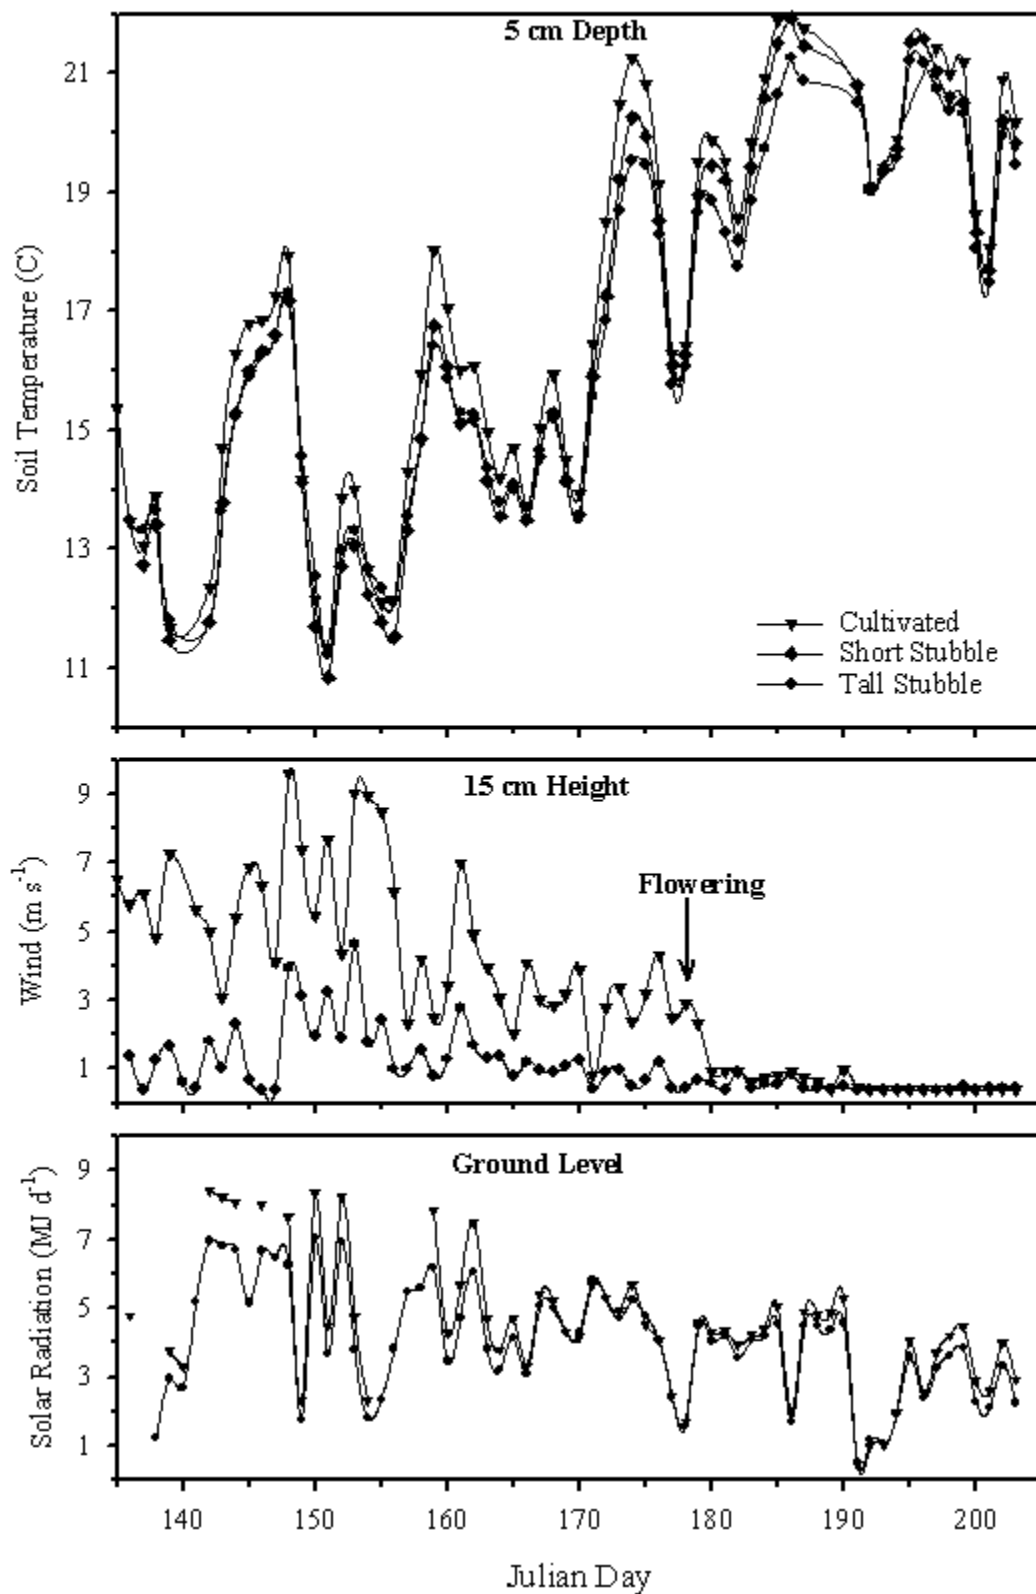 5 cm Depth
21
19
17
15
13
11
Soil Temperature (C)
Cultivated
Short Stubble
Tall Stubble
15 cm Height
9
7
5
3
1
Wind (m s⁻¹)
Flowering
Ground Level
9
7
5
3
1
Solar Radiation (MJ d⁻¹)
140 150 160 170 180 190 200
Julian Day